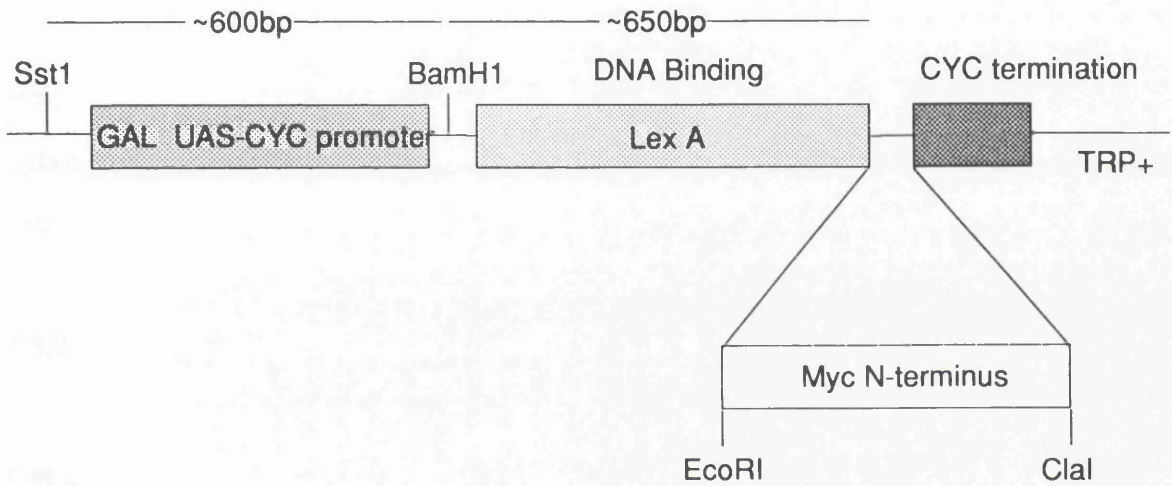 ~600bp ~650bp
Sst1 BamH1 DNA Binding CYC termination
GAL UAS-CYC promoter Lex A
TRP+
Myc N-terminus
EcoRI ClaI